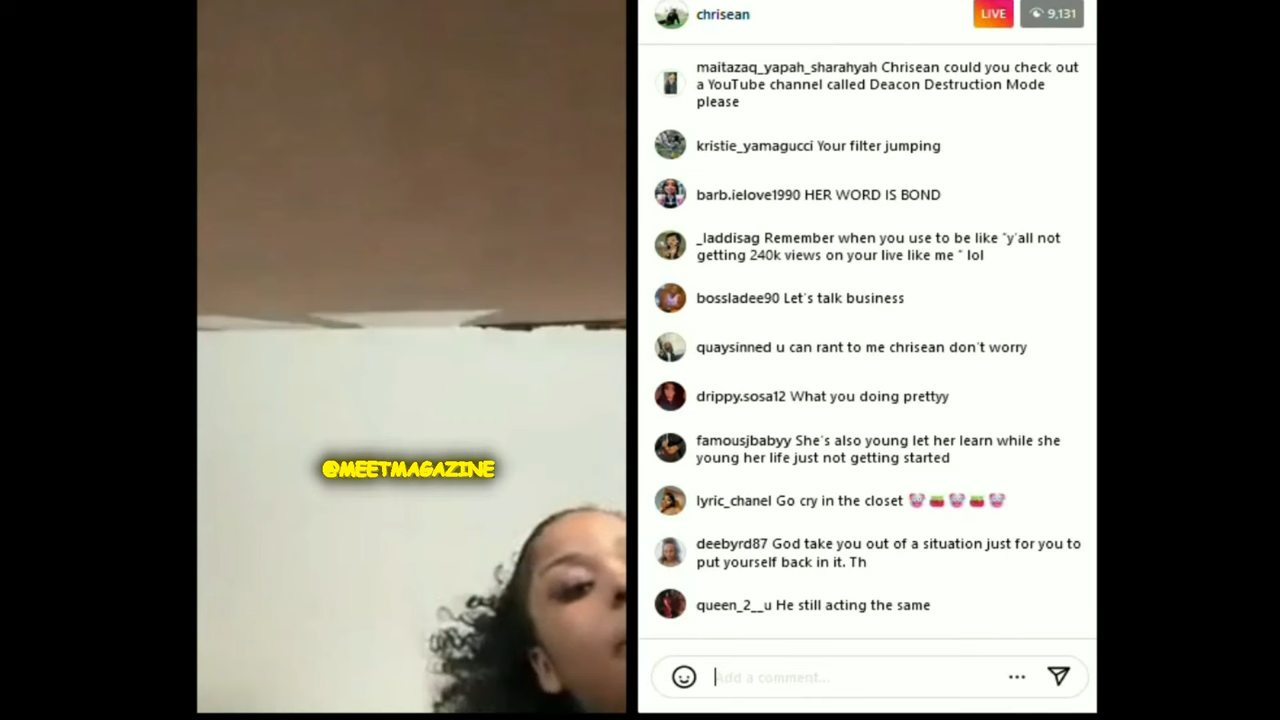 chrisean
LIVE
9,131
maitazaq_yapah_sharahyah Chrisean could you check out
a YouTube channel called Deacon Destruction Mode
please
kristie_yamagucci Your filter jumping
barb.ielove1990 HER WORD IS BOND
_laddisag Remember when you use to be like "y'all not
getting 240k views on your live like me " lol
bossladee90 Let's talk business
quaysinned u can rant to me chrisean don't worry
drippy.sosa12 What you doing prettyy
famousjbabyy She's also young let her learn while she
young her life just not getting started
lyric_chanel Go cry in the closet 🤡🍒🤡🍒🤡
deebyrd87 God take you out of a situation just for you to
put yourself back in it. Th
queen_2__u He still acting the same
Add a comment...
@MEETMAGAZINE